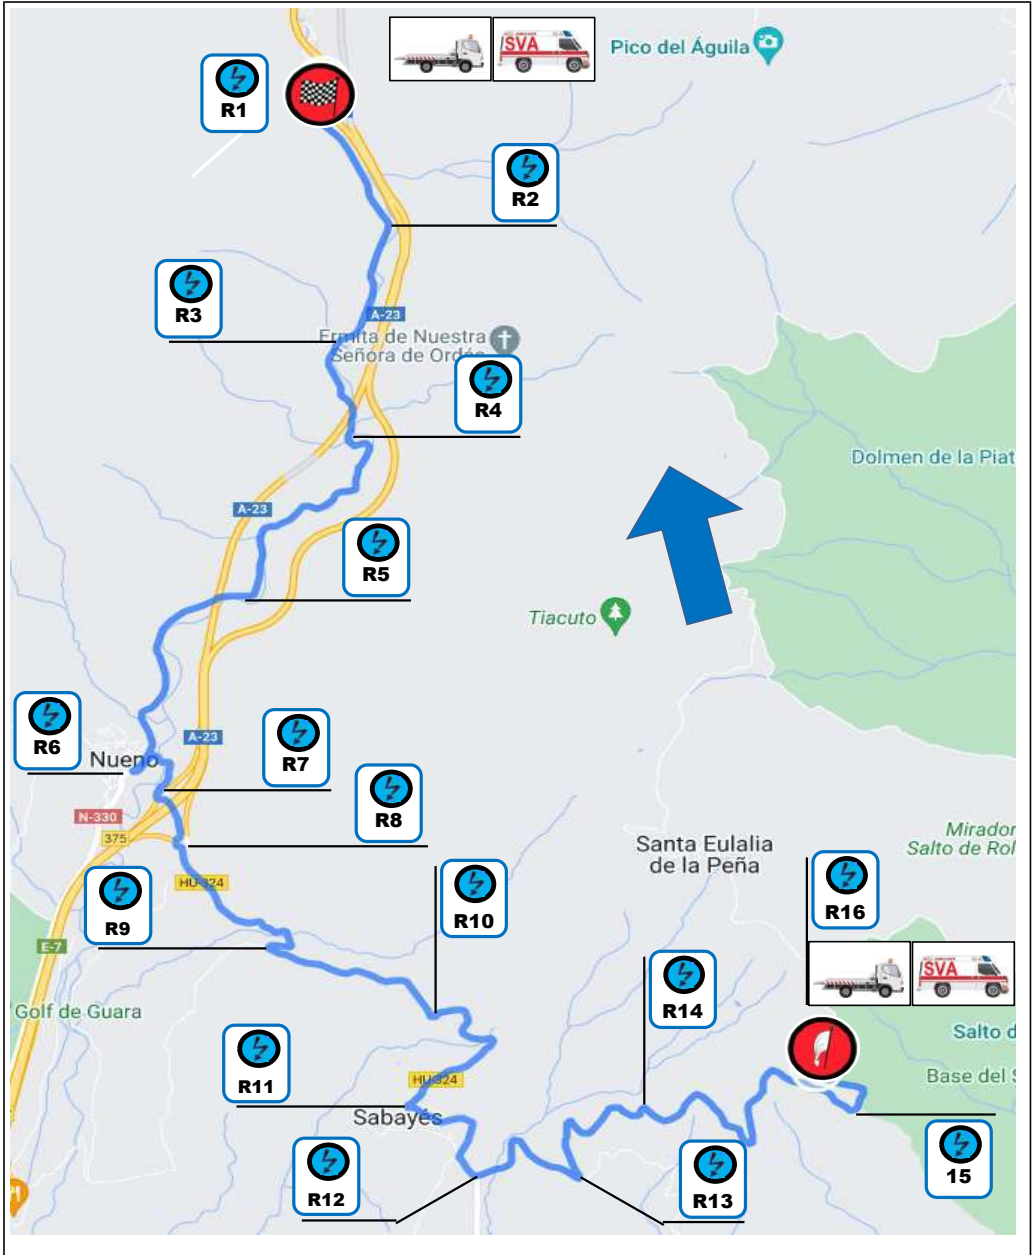 SVA
Pico del Águila
R1
R2
R3
A-23
Ermita de Nuestra
Señora de Ordás
R4
Dolmen de la Piat
A-23
R5
Tiacuto
R6
Nueno
A-23
R7
R8
N-330
375
Santa Eulalia
de la Peña
Mirador
Salto de Rol
HU-324
R9
R10
R16
E-7
SVA
Golf de Guara
R14
Salto d
R11
HU-324
Base del S
Sabayés
R12
R13
15